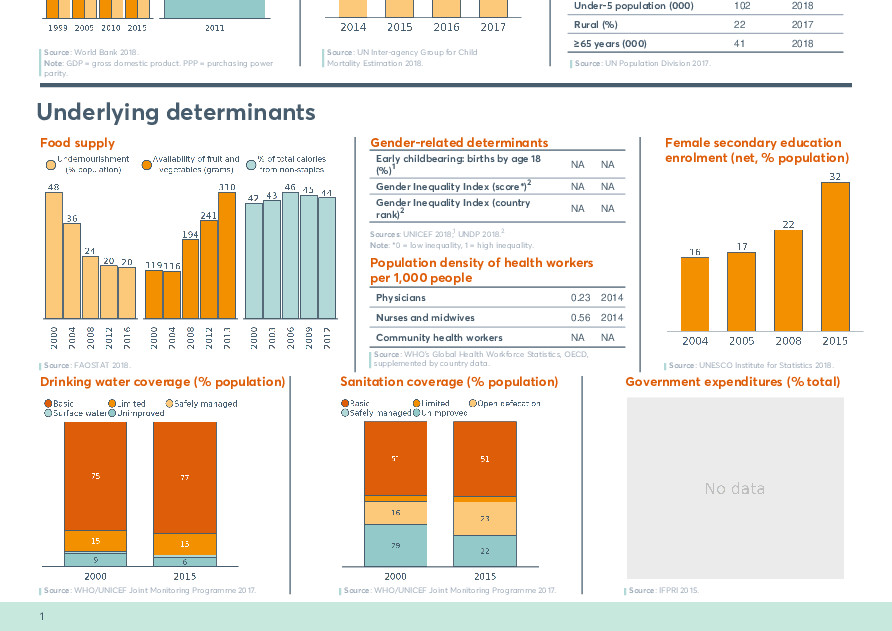 1999 2005 2010 2015
2011
Source: World Bank 2018.
Note: GDP = gross domestic product. PPP = purchasing power
parity.
2014 2015 2016 2017
Source: UN Inter-agency Group for Child
Mortality Estimation 2018.
Under-5 population (000) 102 2018
Rural (%) 22 2017
≥65 years (000) 41 2018
Source: UN Population Division 2017.
Underlying determinants
Food supply
Undernourishment
(% population)
Availability of fruit and
vegetables (grams)
% of total calories
from non-staples
48 36 24 20 20
119 116 194 241 310
42 43 46 45 44
2000 2004 2008 2012 2016
2000 2004 2008 2012
2000 2006 2009
Source: FAOSTAT 2018.
Gender-related determinants
Early childbearing: births by age 18
(%)¹ NA NA
Gender Inequality Index (score*)² NA NA
Gender Inequality Index (country
rank)² NA NA
Sources: UNICEF 2018,¹ UNDP 2018.²
Note: *0 = low inequality, 1 = high inequality.
Population density of health workers
per 1,000 people
Physicians 0.23 2014
Nurses and midwives 0.56 2014
Community health workers NA NA
Source: WHO's Global Health Workforce Statistics, OECD,
supplemented by country data.
Female secondary education
enrolment (net, % population)
16 17 22 32
2004 2005 2008 2015
Source: UNESCO Institute for Statistics 2018.
Drinking water coverage (% population)
Basic Limited Safely managed
Surface water Unimproved
75 77
15 15
9 6
2000 2015
Source: WHO/UNICEF Joint Monitoring Programme 2017.
Sanitation coverage (% population)
Basic Limited Open defecation
Safely managed Unimproved
51 51
16 23
29 22
2000 2015
Source: WHO/UNICEF Joint Monitoring Programme 2017.
Government expenditures (% total)
No data
Source: IFPRI 2015.
1